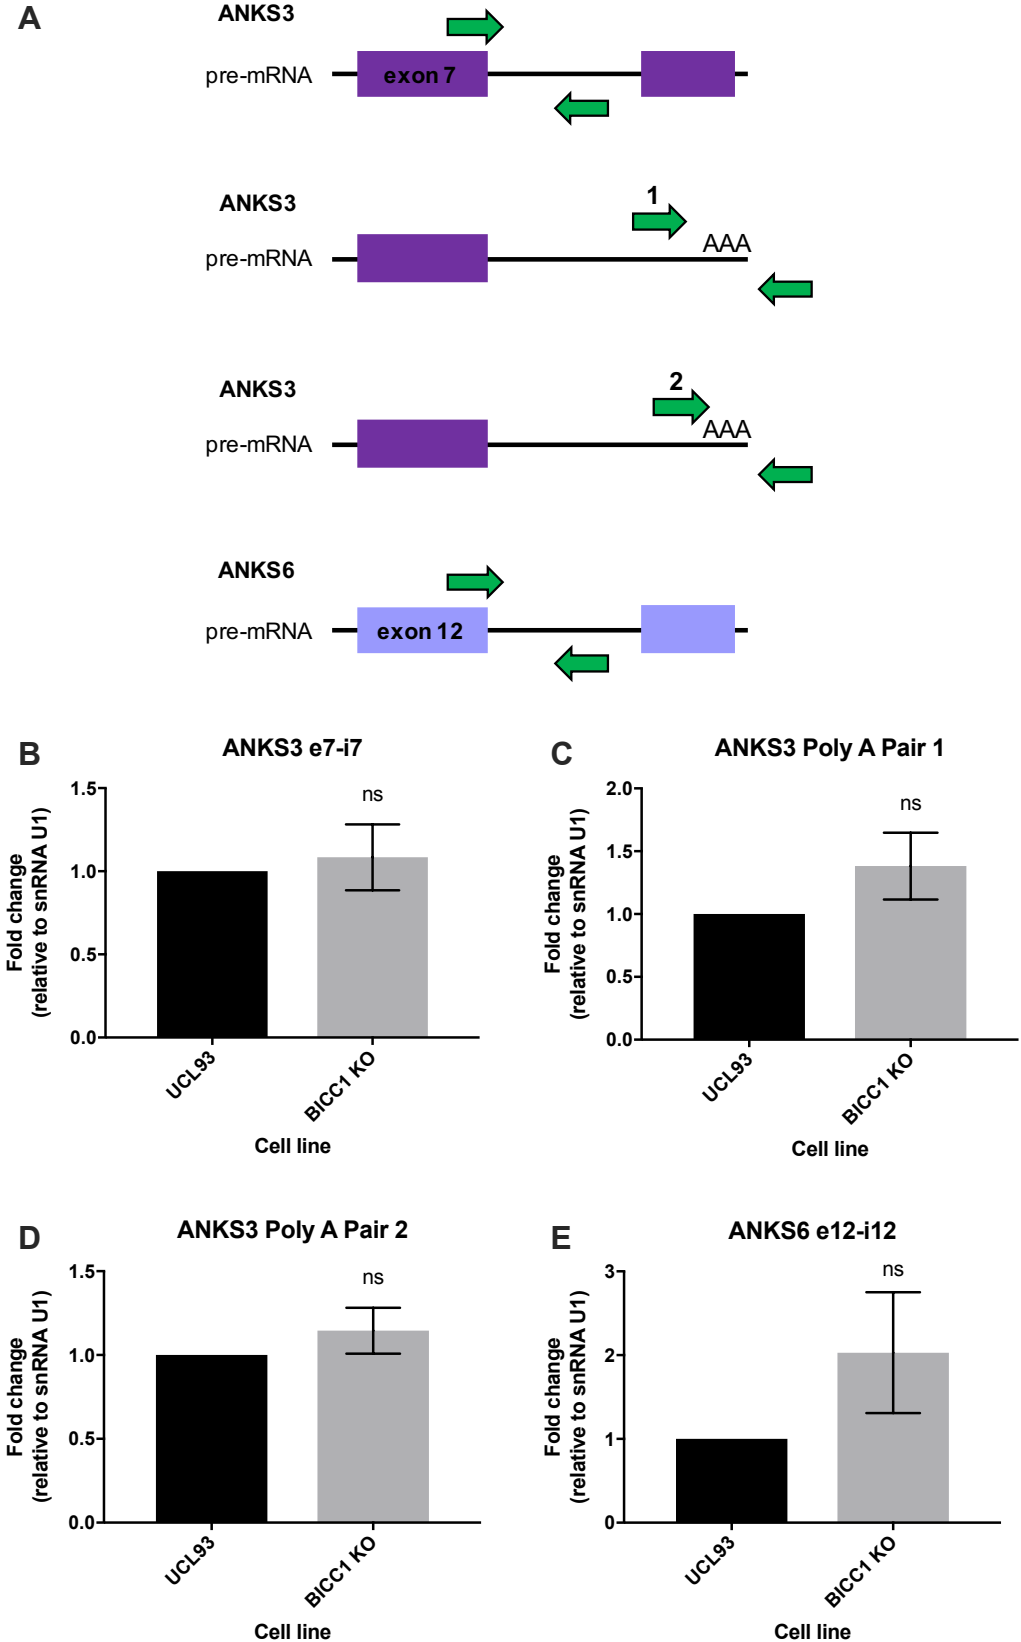 A
ANKS3
pre-mRNA
exon 7
ANKS3
1
AAA
pre-mRNA
ANKS3
2
AAA
pre-mRNA
ANKS6
pre-mRNA
exon 12
B
ANKS3 e7-i7
Fold change
(relative to snRNA U1)
1.5
1.0
0.5
0.0
ns
UCL93
BICC1 KO
Cell line
C
ANKS3 Poly A Pair 1
Fold change
(relative to snRNA U1)
2.0
1.5
1.0
0.5
0.0
ns
UCL93
BICC1 KO
Cell line
D
ANKS3 Poly A Pair 2
Fold change
(relative to snRNA U1)
1.5
1.0
0.5
0.0
ns
UCL93
BICC1 KO
Cell line
E
ANKS6 e12-i12
Fold change
(relative to snRNA U1)
3
2
1
0
ns
UCL93
BICC1 KO
Cell line